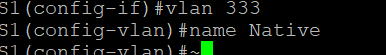 S1(config-if)#vlan 333
S1(config-vlan)#name Native
S1(config-vlan)#~